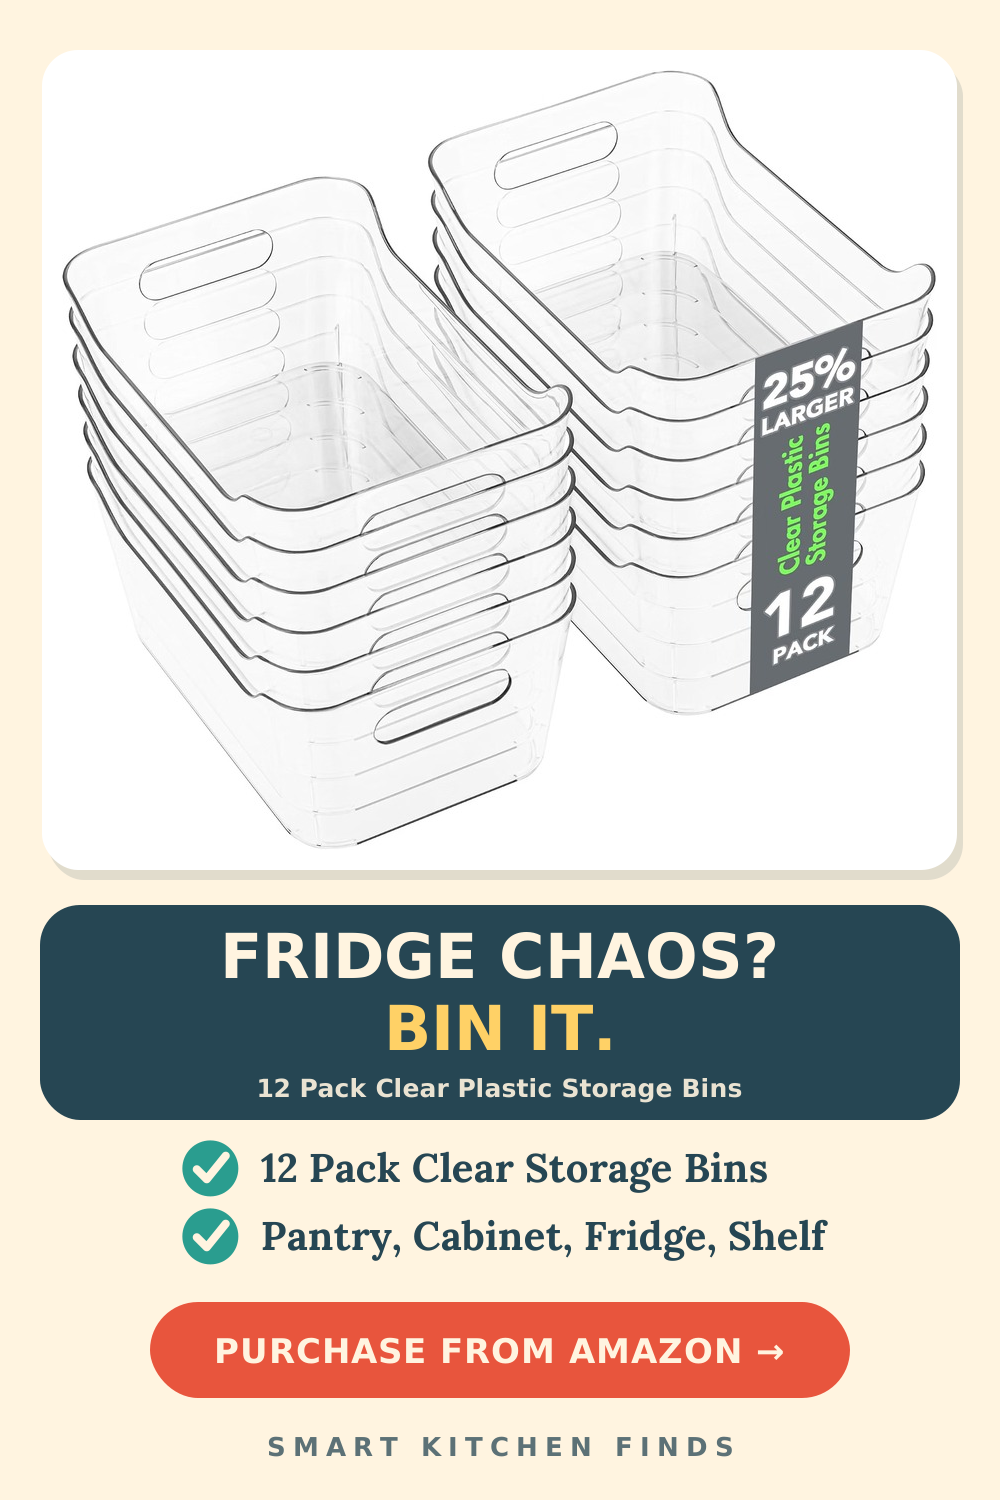 25%
LARGER
Clear Plastic
Storage Bins
12
PACK
FRIDGE CHAOS?
BIN IT.
12 Pack Clear Plastic Storage Bins
12 Pack Clear Storage Bins
Pantry, Cabinet, Fridge, Shelf
PURCHASE FROM AMAZON →
SMART KITCHEN FINDS